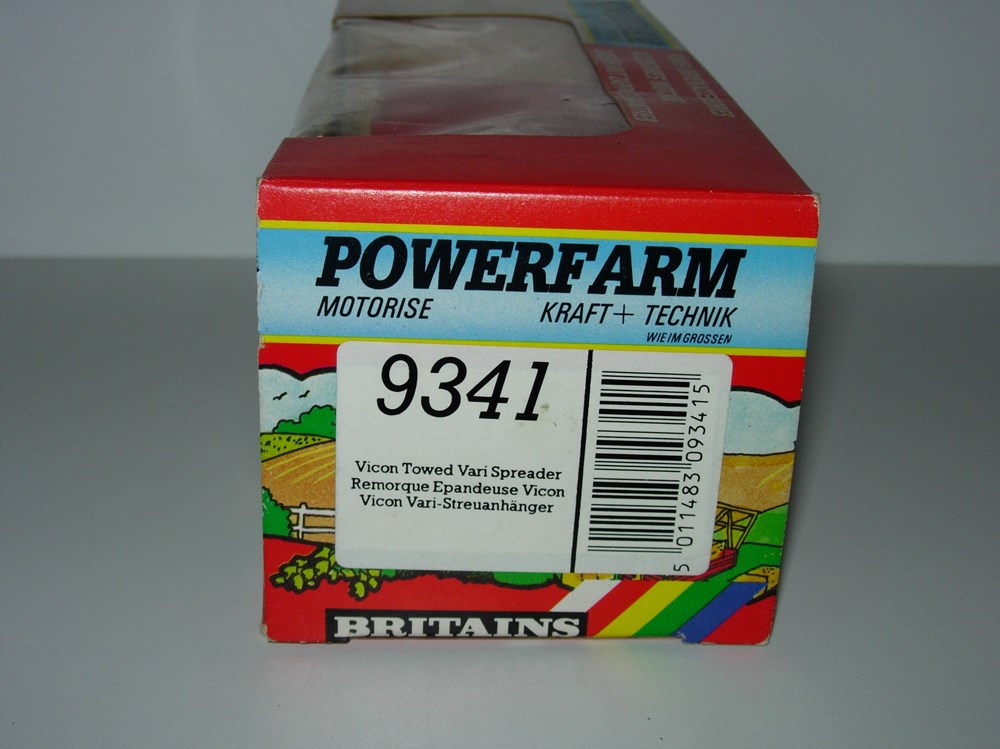 POWERFARM
MOTORISE
KRAFT+ TECHNIK
WIE IM GROSSEN
9341
Vicon Towed Vari Spreader
Remorque Epandeuse Vicon
Vicon Vari-Streuanhänger
5 011483 093415
BRITAINS